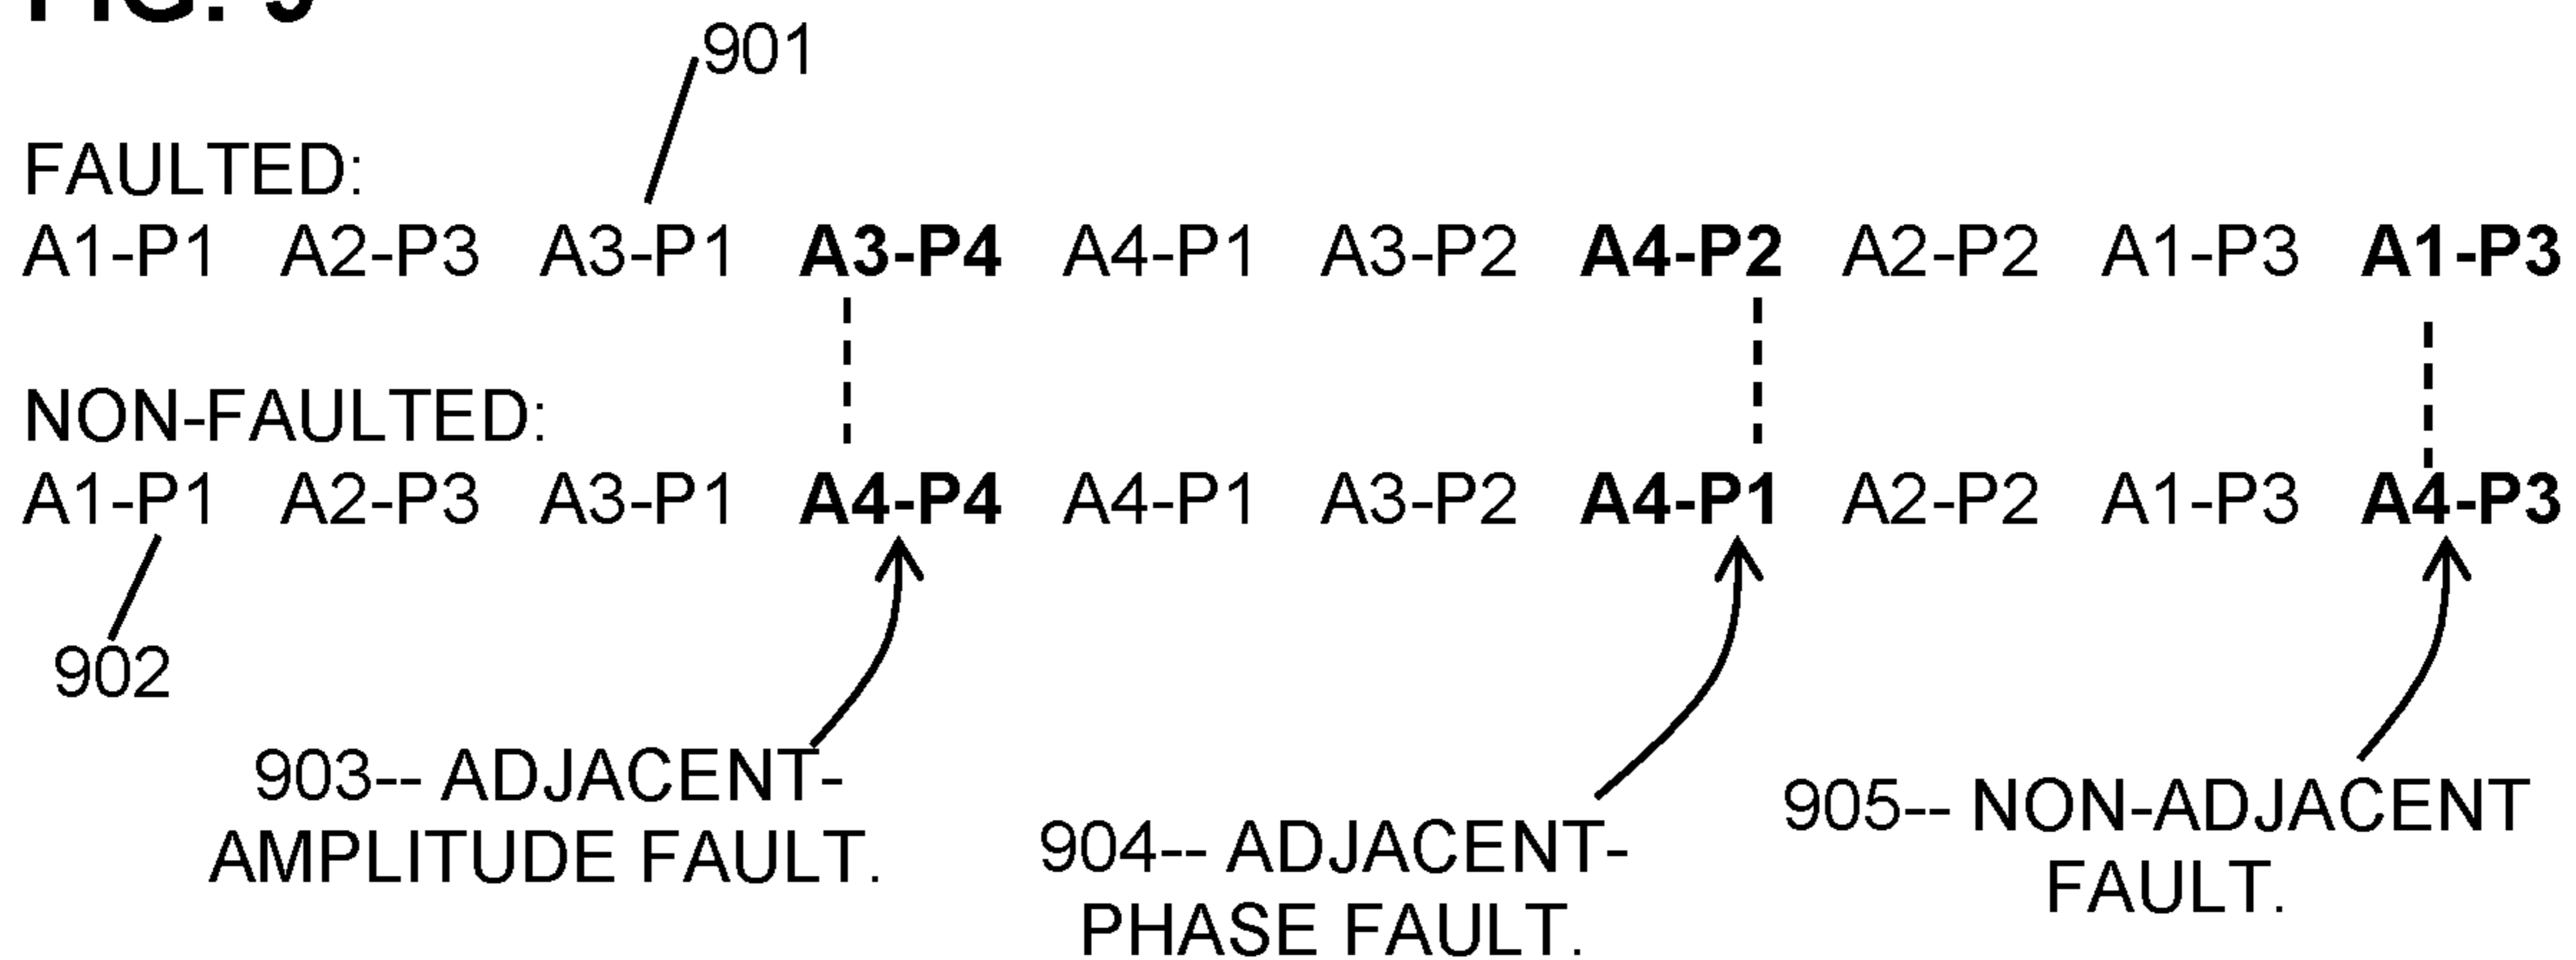 FIG. 9
901
FAULTED:
A1-P1 A2-P3 A3-P1 A3-P4 A4-P1 A3-P2 A4-P2 A2-P2 A1-P3 A1-P3
NON-FAULTED:
A1-P1 A2-P3 A3-P1 A4-P4 A4-P1 A3-P2 A4-P1 A2-P2 A1-P3 A4-P3
902
903-- ADJACENT-
AMPLITUDE FAULT.
904-- ADJACENT-
PHASE FAULT.
905-- NON-ADJACENT
FAULT.